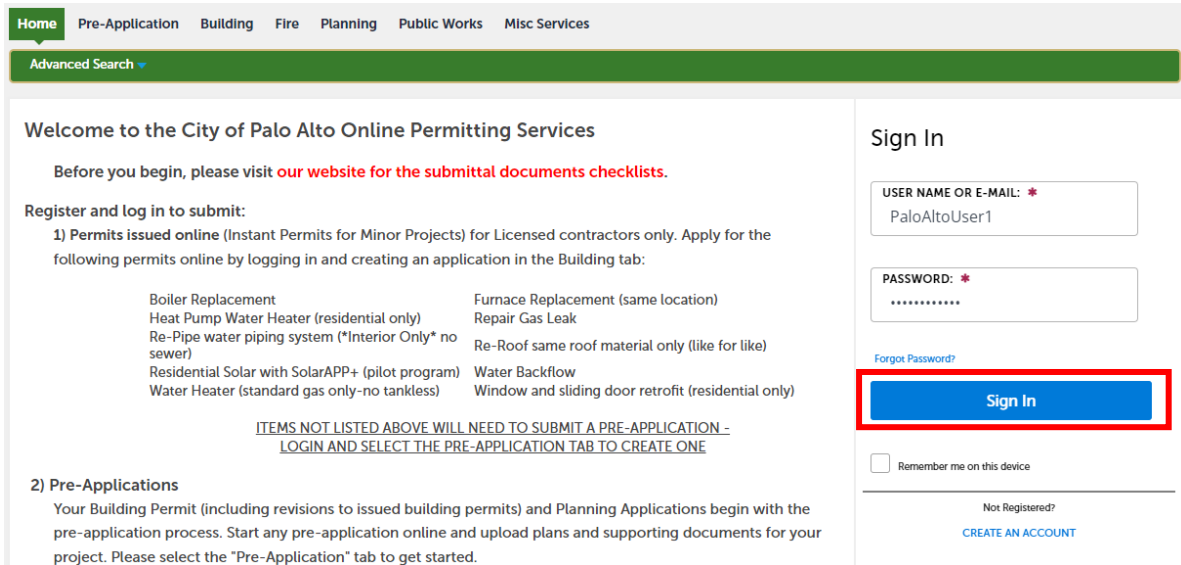 Home Pre-Application Building Fire Planning Public Works Misc Services
Advanced Search
Welcome to the City of Palo Alto Online Permitting Services
Before you begin, please visit our website for the submittal documents checklists.
Register and log in to submit:
1) Permits issued online (Instant Permits for Minor Projects) for Licensed contractors only. Apply for the
following permits online by logging in and creating an application in the Building tab:
Boiler Replacement
Heat Pump Water Heater (residential only)
Re-Pipe water piping system (*Interior Only* no
sewer)
Residential Solar with SolarAPP+ (pilot program)
Water Heater (standard gas only-no tankless)
Furnace Replacement (same location)
Repair Gas Leak
Re-Roof same roof material only (like for like)
Water Backflow
Window and sliding door retrofit (residential only)
ITEMS NOT LISTED ABOVE WILL NEED TO SUBMIT A PRE-APPLICATION -
LOGIN AND SELECT THE PRE-APPLICATION TAB TO CREATE ONE
2) Pre-Applications
Your Building Permit (including revisions to issued building permits) and Planning Applications begin with the
pre-application process. Start any pre-application online and upload plans and supporting documents for your
project. Please select the "Pre-Application" tab to get started.
Sign In
USER NAME OR E-MAIL: *
PaloAltoUser1
PASSWORD: *
••••••••••••
Forgot Password?
Sign In
Remember me on this device
Not Registered?
CREATE AN ACCOUNT